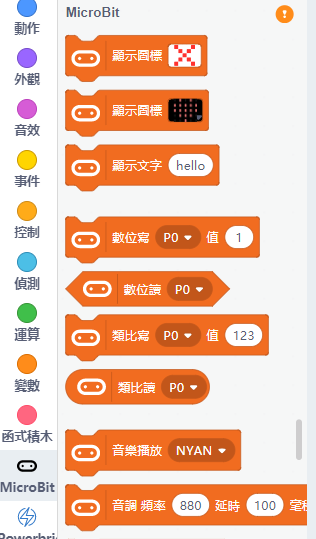 動作
外觀
音效
事件
控制
偵測
運算
變數
函式積木
MicroBit
Powerbri
MicroBit
顯示圖標
顯示圖標
顯示文字 hello
數位寫 P0 值 1
數位讀 P0
類比寫 P0 值 123
類比讀 P0
音樂播放 NYAN
音調 頻率 880 延時 100 毫秒